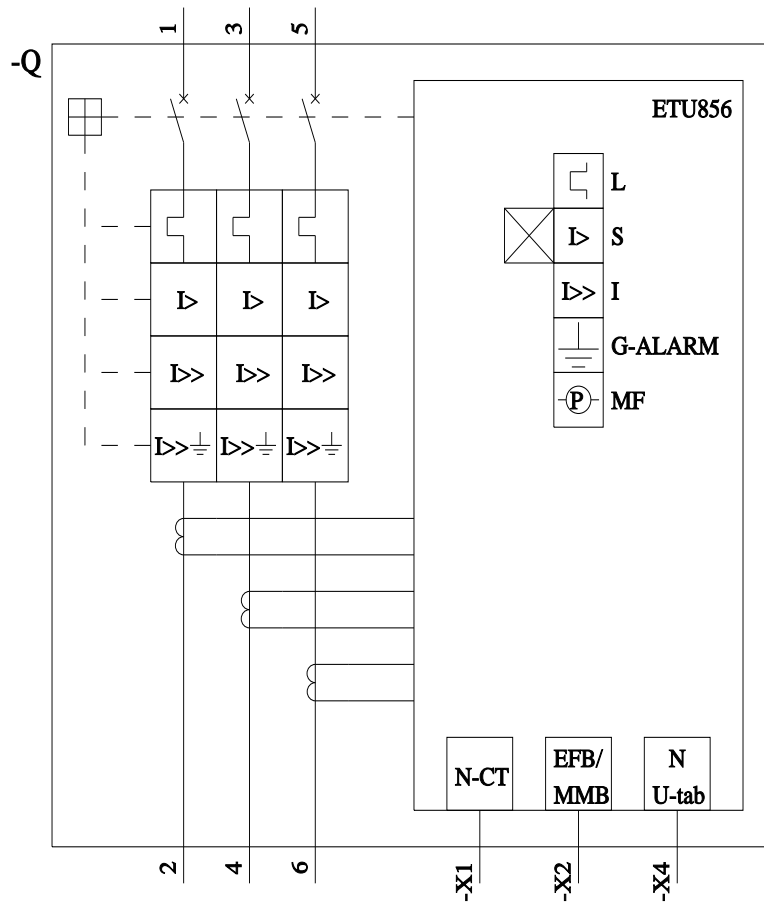 1 3 5
-Q
ETU856
L
I> S
I>> I
G-ALARM
P MF
I> I> I>
I>> I>> I>>
I>> I>> I>>
N-CT
EFB/
MMB
N
U-tab
2 4 6
-X1 -X2 -X4